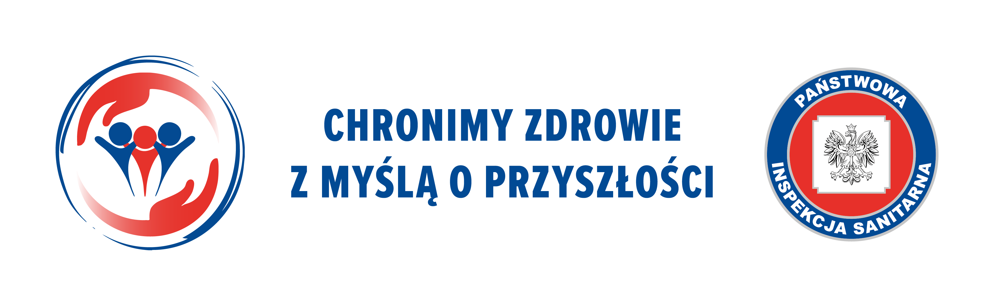 CHRONIMY ZDROWIE
Z MYŚLĄ O PRZYSZŁOŚCI
PAŃSTWOWA
INSPEKCJA SANITARNA